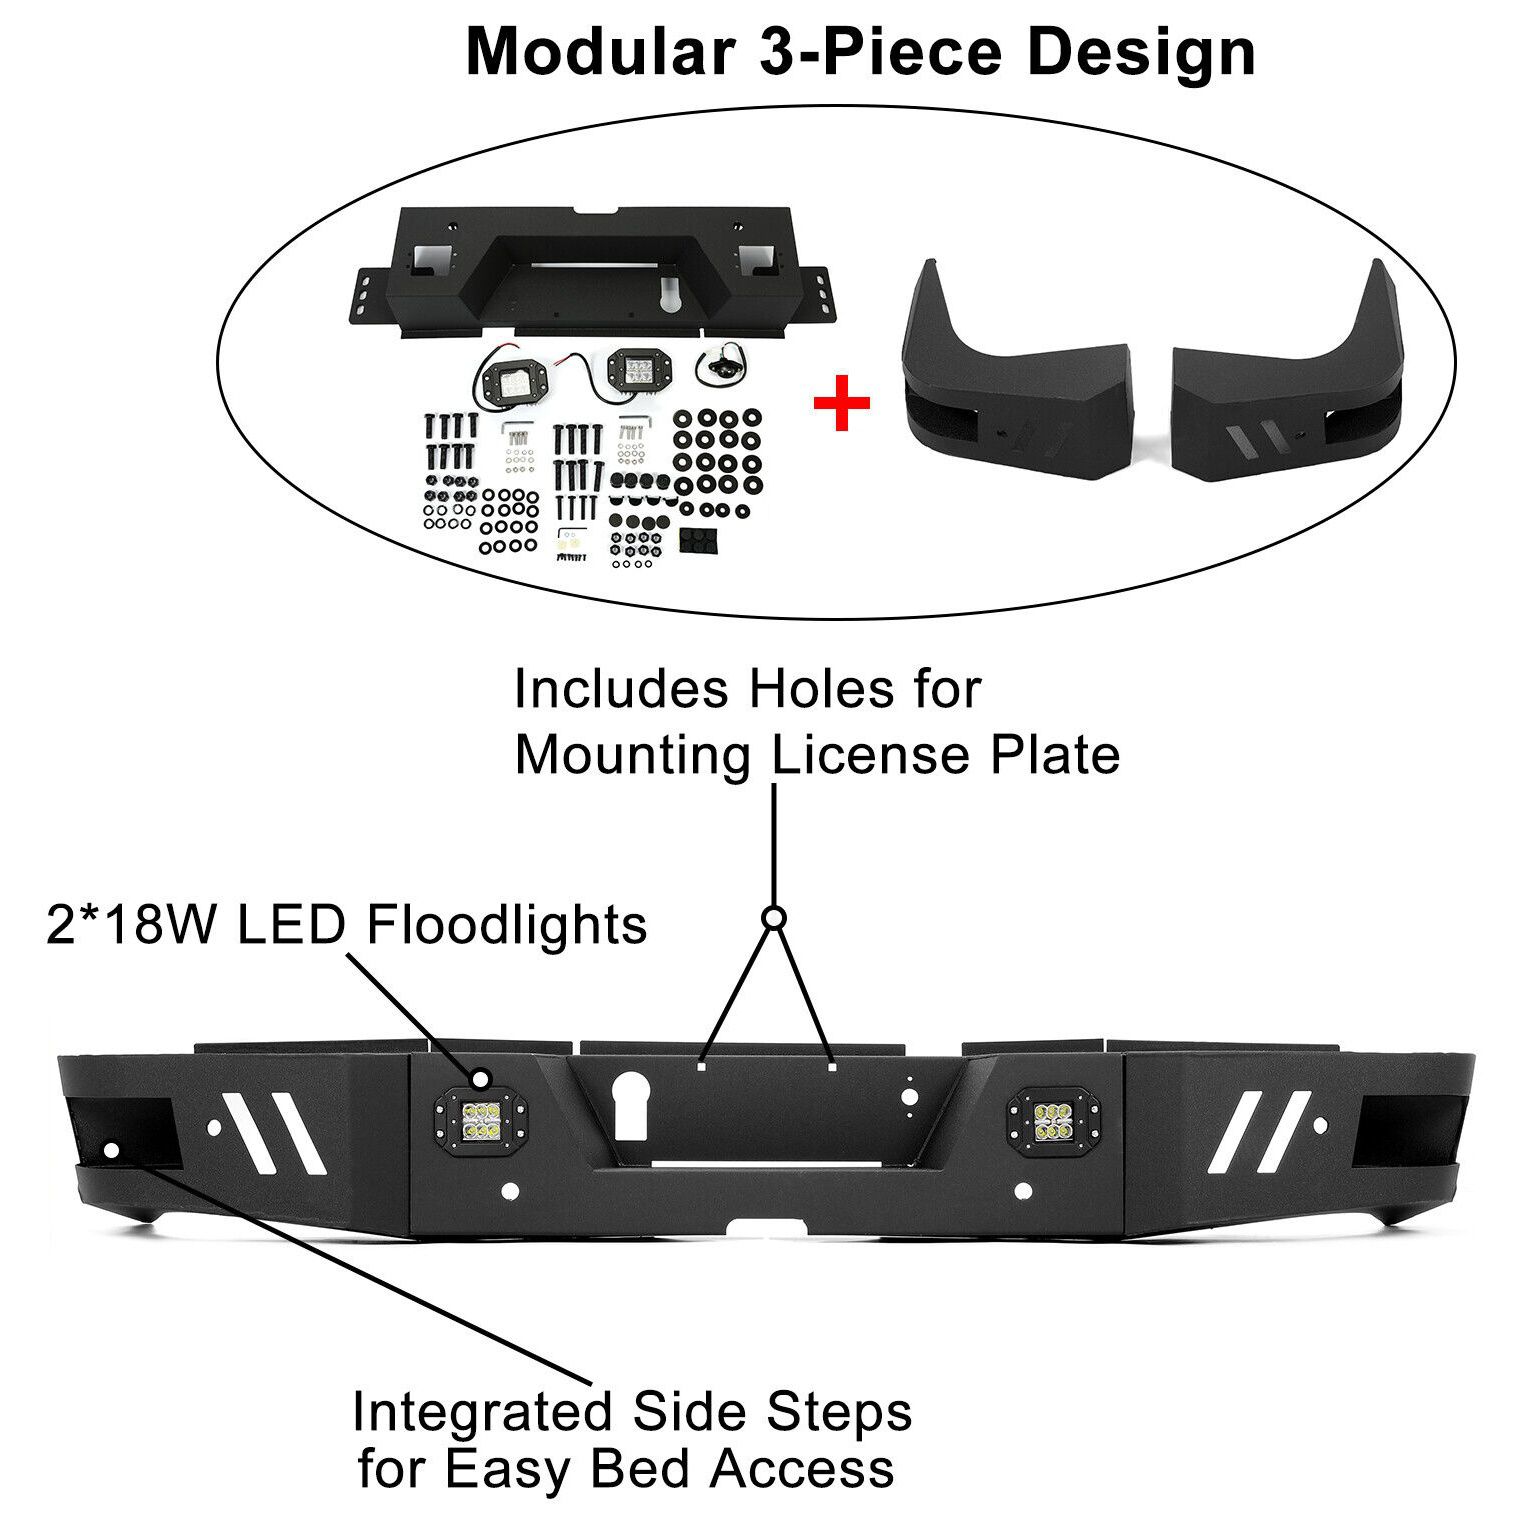 Modular 3-Piece Design
Includes Holes for
Mounting License Plate
2*18W LED Floodlights
Integrated Side Steps
for Easy Bed Access